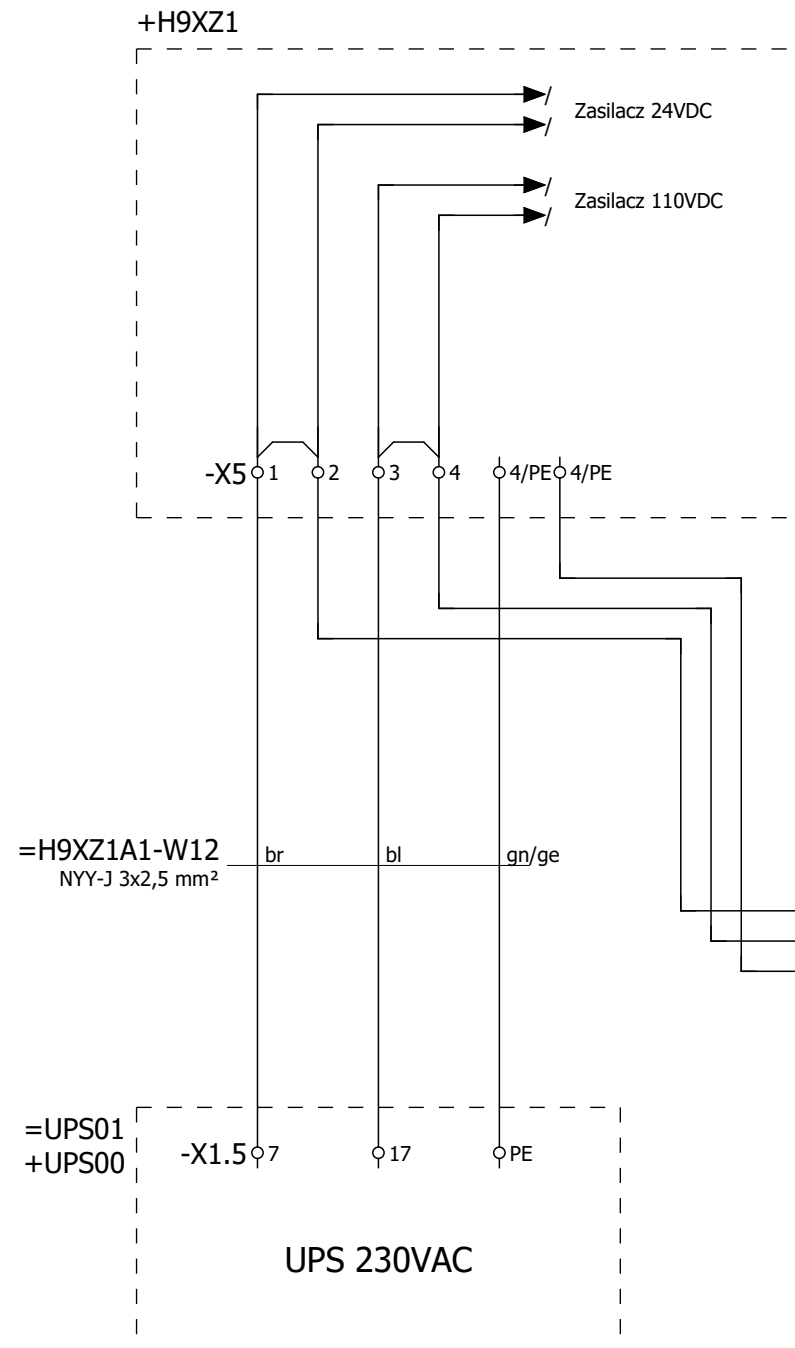 +H9XZ1
Zasilacz 24VDC
Zasilacz 110VDC
-X5 1 2 3 4 4/PE 4/PE
=H9XZ1A1-W12 br bl gn/ge
NYY-J 3x2,5 mm²
=UPS01
+UPS00 -X1.5 7 17 PE
UPS 230VAC